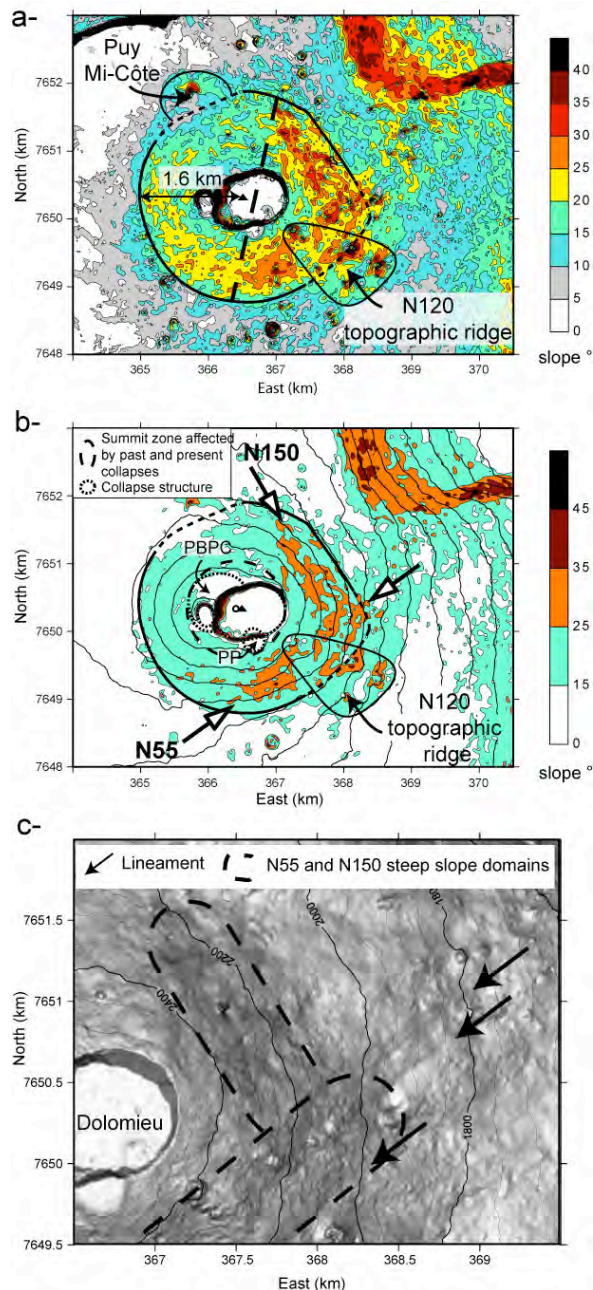 a-
Puy
Mi-Côte
1.6 km
N120
topographic ridge
North (km)
7652
7651
7650
7649
7648
365
366
367
368
369
370
East (km)
45
40
35
30
25
20
15
10
5
0
slope °
b-
Summit zone affected
by past and present
collapses
Collapse structure
N150
PBPC
PP
N55
N120
topographic
ridge
North (km)
7652
7651
7650
7649
7648
365
366
367
368
369
370
East (km)
45
35
25
15
0
slope °
c-
Lineament
N55 and N150 steep slope domains
2400
2200
2000
180
1800
Dolomieu
North (km)
7651.5
7651
7650.5
7650
7649.5
367
367.5
368
368.5
369
East (km)